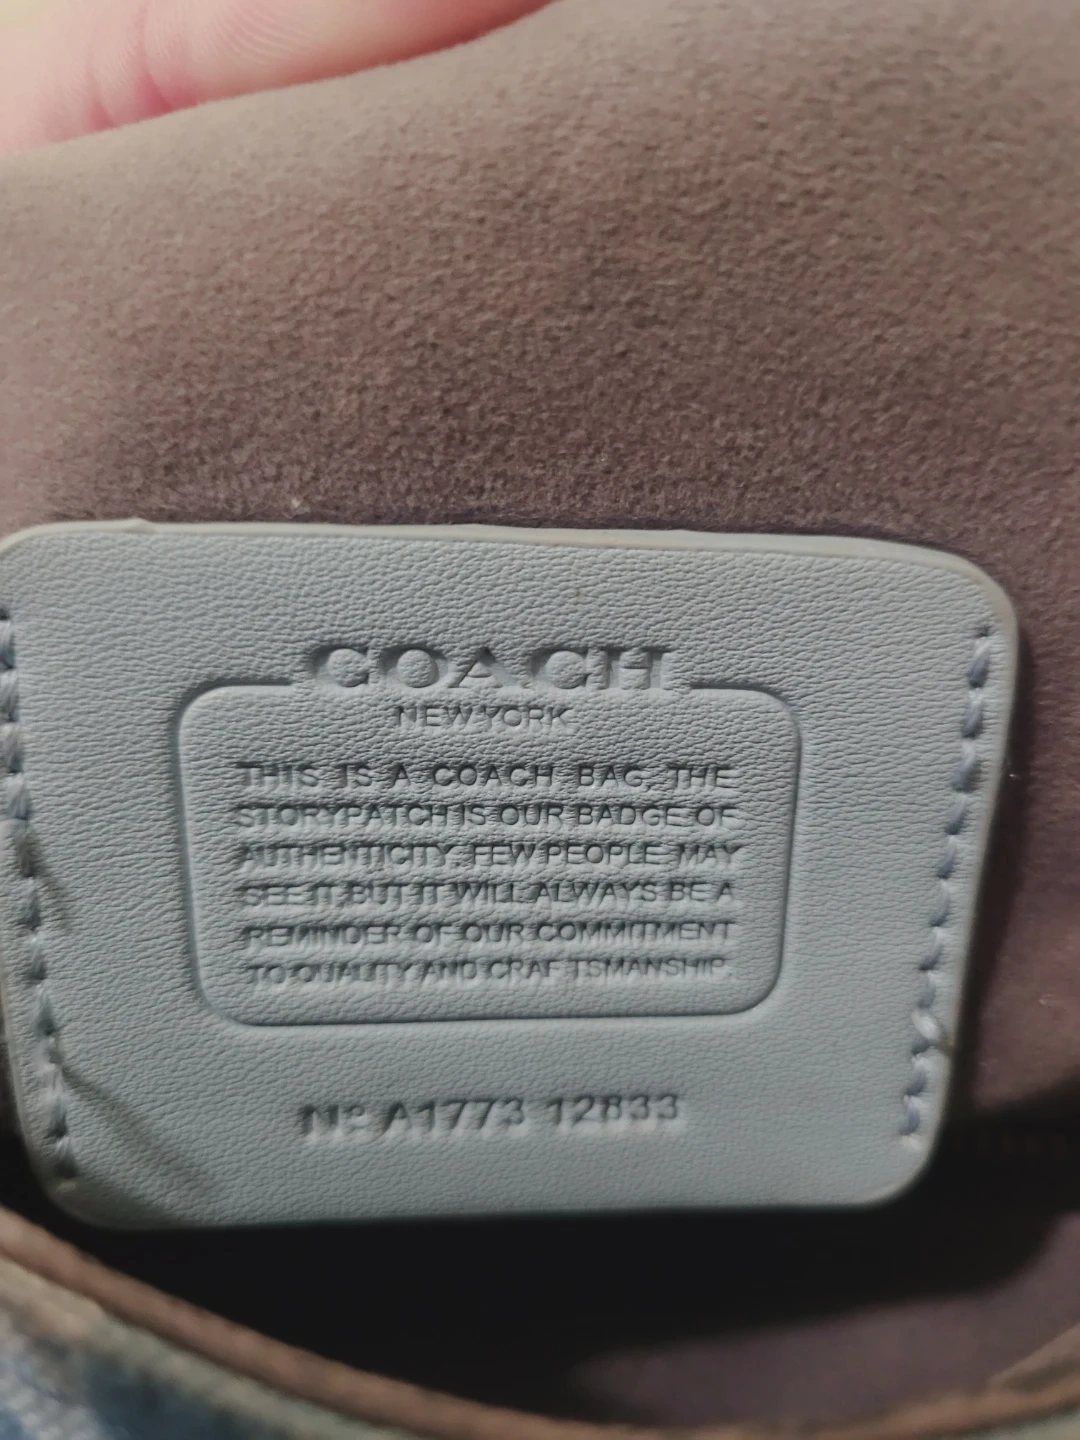 COACH
NEW YORK
THIS IS A COACH BAG, THE
STORYPATCH IS OUR BADGE OF
AUTHENTICITY. FEW PEOPLE MAY
SEE IT, BUT IT WILL ALWAYS BE A
REMINDER OF OUR COMMITMENT
TO QUALITY AND CRAFTSMANSHIP.
Nº A1773 12833